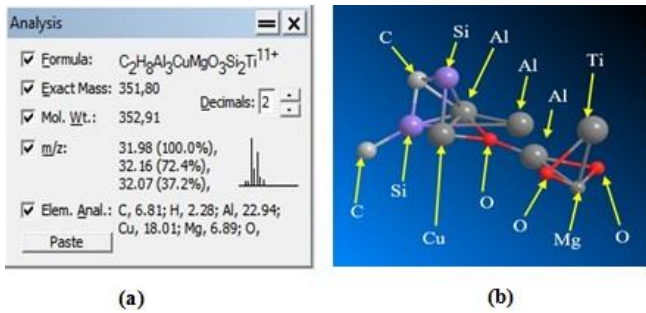 Analysis
Formula: C2H8Al3CuMgO3Si2Ti11+
Exact Mass: 351,80
Decimals: 2
Mol. Wt.: 352,91
m/z: 31.98 (100.0%),
32.16 (72.4%),
32.07 (37.2%),
Elem. Anal.: C, 6.81; H, 2.28; Al, 22.94;
Cu, 18.01; Mg, 6.89; O,
Paste
(a)
Si
Al
C
Al
Ti
Al
C
Si
Cu
O
O
Mg
O
(b)